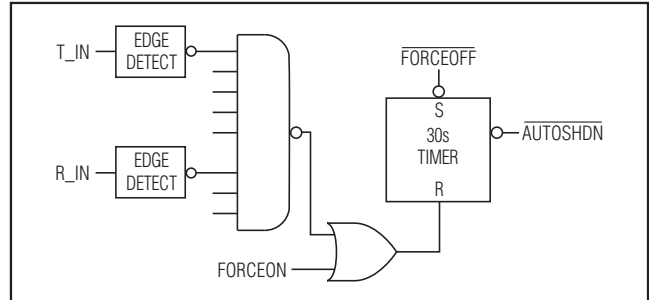 T_IN
EDGE
DETECT
FORCEOFF
S
30s
TIMER
R
AUTOSHDN
R_IN
EDGE
DETECT
FORCEON